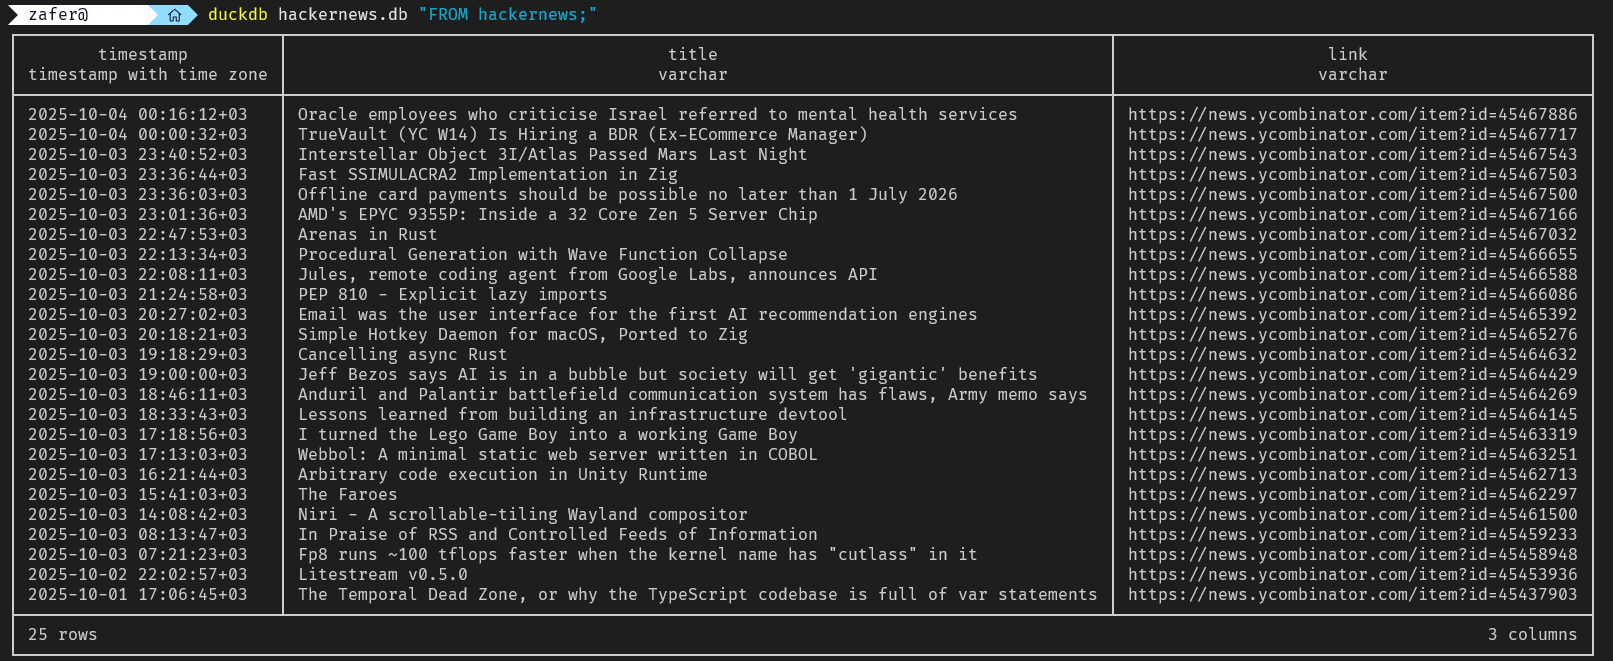 zafer@ duckdb hackernews.db "FROM hackernews;"
timestamp title link
timestamp with time zone varchar varchar
2025-10-04 00:16:12+03 Oracle employees who criticise Israel referred to mental health services https://news.ycombinator.com/item?id=45467886
2025-10-04 00:00:32+03 TrueVault (YC W14) Is Hiring a BDR (Ex-ECommerce Manager) https://news.ycombinator.com/item?id=45467717
2025-10-03 23:40:52+03 Interstellar Object 3I/Atlas Passed Mars Last Night https://news.ycombinator.com/item?id=45467543
2025-10-03 23:36:44+03 Fast SSIMULACRA2 Implementation in Zig https://news.ycombinator.com/item?id=45467503
2025-10-03 23:36:03+03 Offline card payments should be possible no later than 1 July 2026 https://news.ycombinator.com/item?id=45467500
2025-10-03 23:01:36+03 AMD's EPYC 9355P: Inside a 32 Core Zen 5 Server Chip https://news.ycombinator.com/item?id=45467166
2025-10-03 22:47:53+03 Arenas in Rust https://news.ycombinator.com/item?id=45467032
2025-10-03 22:13:34+03 Procedural Generation with Wave Function Collapse https://news.ycombinator.com/item?id=45466655
2025-10-03 22:08:11+03 Jules, remote coding agent from Google Labs, announces API https://news.ycombinator.com/item?id=45466588
2025-10-03 21:24:58+03 PEP 810 - Explicit lazy imports https://news.ycombinator.com/item?id=45466086
2025-10-03 20:27:02+03 Email was the user interface for the first AI recommendation engines https://news.ycombinator.com/item?id=45465392
2025-10-03 20:18:21+03 Simple Hotkey Daemon for macOS, Ported to Zig https://news.ycombinator.com/item?id=45465276
2025-10-03 19:18:29+03 Cancelling async Rust https://news.ycombinator.com/item?id=45464632
2025-10-03 19:00:00+03 Jeff Bezos says AI is in a bubble but society will get 'gigantic' benefits https://news.ycombinator.com/item?id=45464429
2025-10-03 18:46:11+03 Anduril and Palantir battlefield communication system has flaws, Army memo says https://news.ycombinator.com/item?id=45464269
2025-10-03 18:33:43+03 Lessons learned from building an infrastructure devtool https://news.ycombinator.com/item?id=45464145
2025-10-03 17:18:56+03 I turned the Lego Game Boy into a working Game Boy https://news.ycombinator.com/item?id=45463319
2025-10-03 17:13:03+03 Webbol: A minimal static web server written in COBOL https://news.ycombinator.com/item?id=45463251
2025-10-03 16:21:44+03 Arbitrary code execution in Unity Runtime https://news.ycombinator.com/item?id=45462713
2025-10-03 15:41:03+03 The Faroes https://news.ycombinator.com/item?id=45462297
2025-10-03 14:08:42+03 Niri - A scrollable-tiling Wayland compositor https://news.ycombinator.com/item?id=45461500
2025-10-03 08:13:47+03 In Praise of RSS and Controlled Feeds of Information https://news.ycombinator.com/item?id=45459233
2025-10-03 07:21:23+03 Fp8 runs ~100 tflops faster when the kernel name has "cutlass" in it https://news.ycombinator.com/item?id=45458948
2025-10-02 22:02:57+03 Litestream v0.5.0 https://news.ycombinator.com/item?id=45453936
2025-10-01 17:06:45+03 The Temporal Dead Zone, or why the TypeScript codebase is full of var statements https://news.ycombinator.com/item?id=45437903
25 rows 3 columns